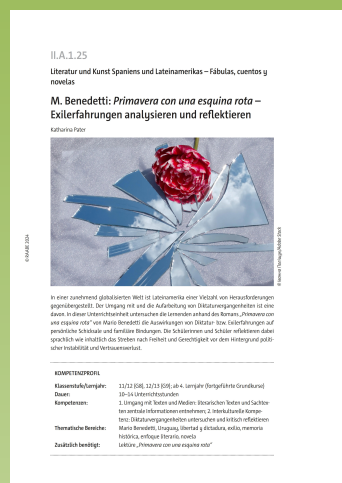 II.A.1.25
Literatur und Kunst Spaniens und Lateinamerikas – Fábulas, cuentos y
novelas
M. Benedetti: Primavera con una esquina rota –
Exilerfahrungen analysieren und reflektieren
Katharina Pater
© RAABE 2024
/Adobe Stock
In einer zunehmend globalisierten Welt ist Lateinamerika einer Vielzahl von Herausforderungen
gegenübergestellt. Der Umgang mit und die Aufarbeitung von Diktaturvergangenheiten ist eine
davon. In dieser Unterrichtseinheit untersuchen die Lernenden anhand des Romans „Primavera con
una esquina rota“ von Mario Benedetti die Auswirkungen von Diktatur- bzw. Exilerfahrungen auf
persönliche Schicksale und familiäre Bindungen. Die Schülerinnen und Schüler reflektieren dabei
sprachlich wie inhaltlich das Streben nach Freiheit und Gerechtigkeit vor dem Hintergrund politi-
scher Instabilität und Vertrauensverlust.
KOMPETENZPROFIL
Klassenstufe/Lernjahr: 11/12 (G8), 12/13 (G9); ab 4. Lernjahr (fortgeführte Grundkurse)
Dauer: 10–14 Unterrichtsstunden
Kompetenzen: 1. Umgang mit Texten und Medien: literarischen Texten und Sachtex-
ten zentrale Informationen entnehmen; 2. Interkulturelle Kompe-
tenz: Diktaturvergangenheiten untersuchen und kritisch reflektieren
Thematische Bereiche: Mario Benedetti, Uruguay, libertad y dictadura, exilio, memoria
histórica, enfoque literario, novela
Zusätzlich benötigt: Lektüre „Primavera con una esquina rota“